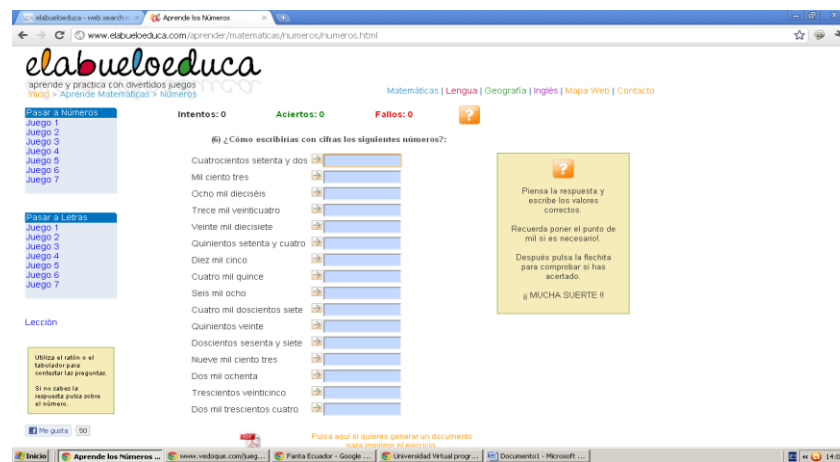 elabueloeduca - web search r
Aprende los Números
www.elabueloeduca.com/aprender/matematicas/numeros/numeros.html
elabueloeduca
aprende y practica con divertidos juegos
Inicio > Aprende Matemáticas > Números
Matemáticas | Lengua | Geografía | Inglés | Mapa Web | Contacto
Pasar a Números
Juego 1
Juego 2
Juego 3
Juego 4
Juego 5
Juego 6
Juego 7
Pasar a Letras
Juego 1
Juego 2
Juego 3
Juego 4
Juego 5
Juego 6
Juego 7
Lección
Utiliza el ratón o el
tabulador para
contestar las preguntas.
Si no sabes la
respuesta pulsa sobre
el número.
Me gusta 50
Intentos: 0 Aciertos: 0 Fallos: 0 ?
(6) ¿Cómo escribirías con cifras los siguientes números?:
Cuatrocientos setenta y dos
Mil ciento tres
Ocho mil dieciséis
Trece mil veinticuatro
Veinte mil diecisiete
Quinientos setenta y cuatro
Diez mil cinco
Cuatro mil quince
Seis mil ocho
Cuatro mil doscientos siete
Quinientos veinte
Doscientos sesenta y siete
Nueve mil ciento tres
Dos mil ochenta
Trescientos veinticinco
Dos mil trescientos cuatro
Pulsa aquí si quieres generar un documento
para imprimir el ejercicio
?
Piensa la respuesta y
escribe los valores
correctos.
Recuerda poner el punto de
mil si es necesario!.
Después pulsa la flechita
para comprobar si has
acertado.
¡¡ MUCHA SUERTE !!
Inicio
Aprende los Números ...
www.vedoque.com/jueg...
Fanta Ecuador - Google ...
Universidad Virtual progr...
Documento1 - Microsoft ...